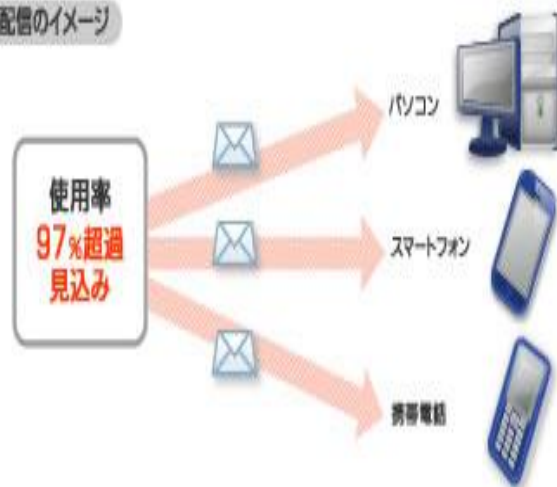 配信のイメージ
パソコン
使用率
97%超過
見込み
スマートフォン
携帯電話